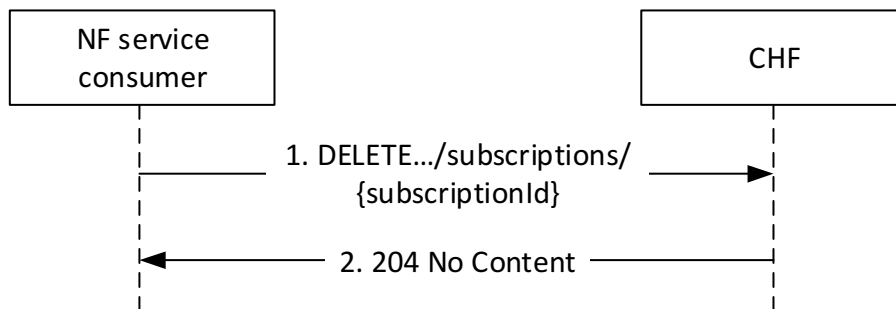 NF service
consumer
CHF
1. DELETE.../subscriptions/
{subscriptionId}
2. 204 No Content